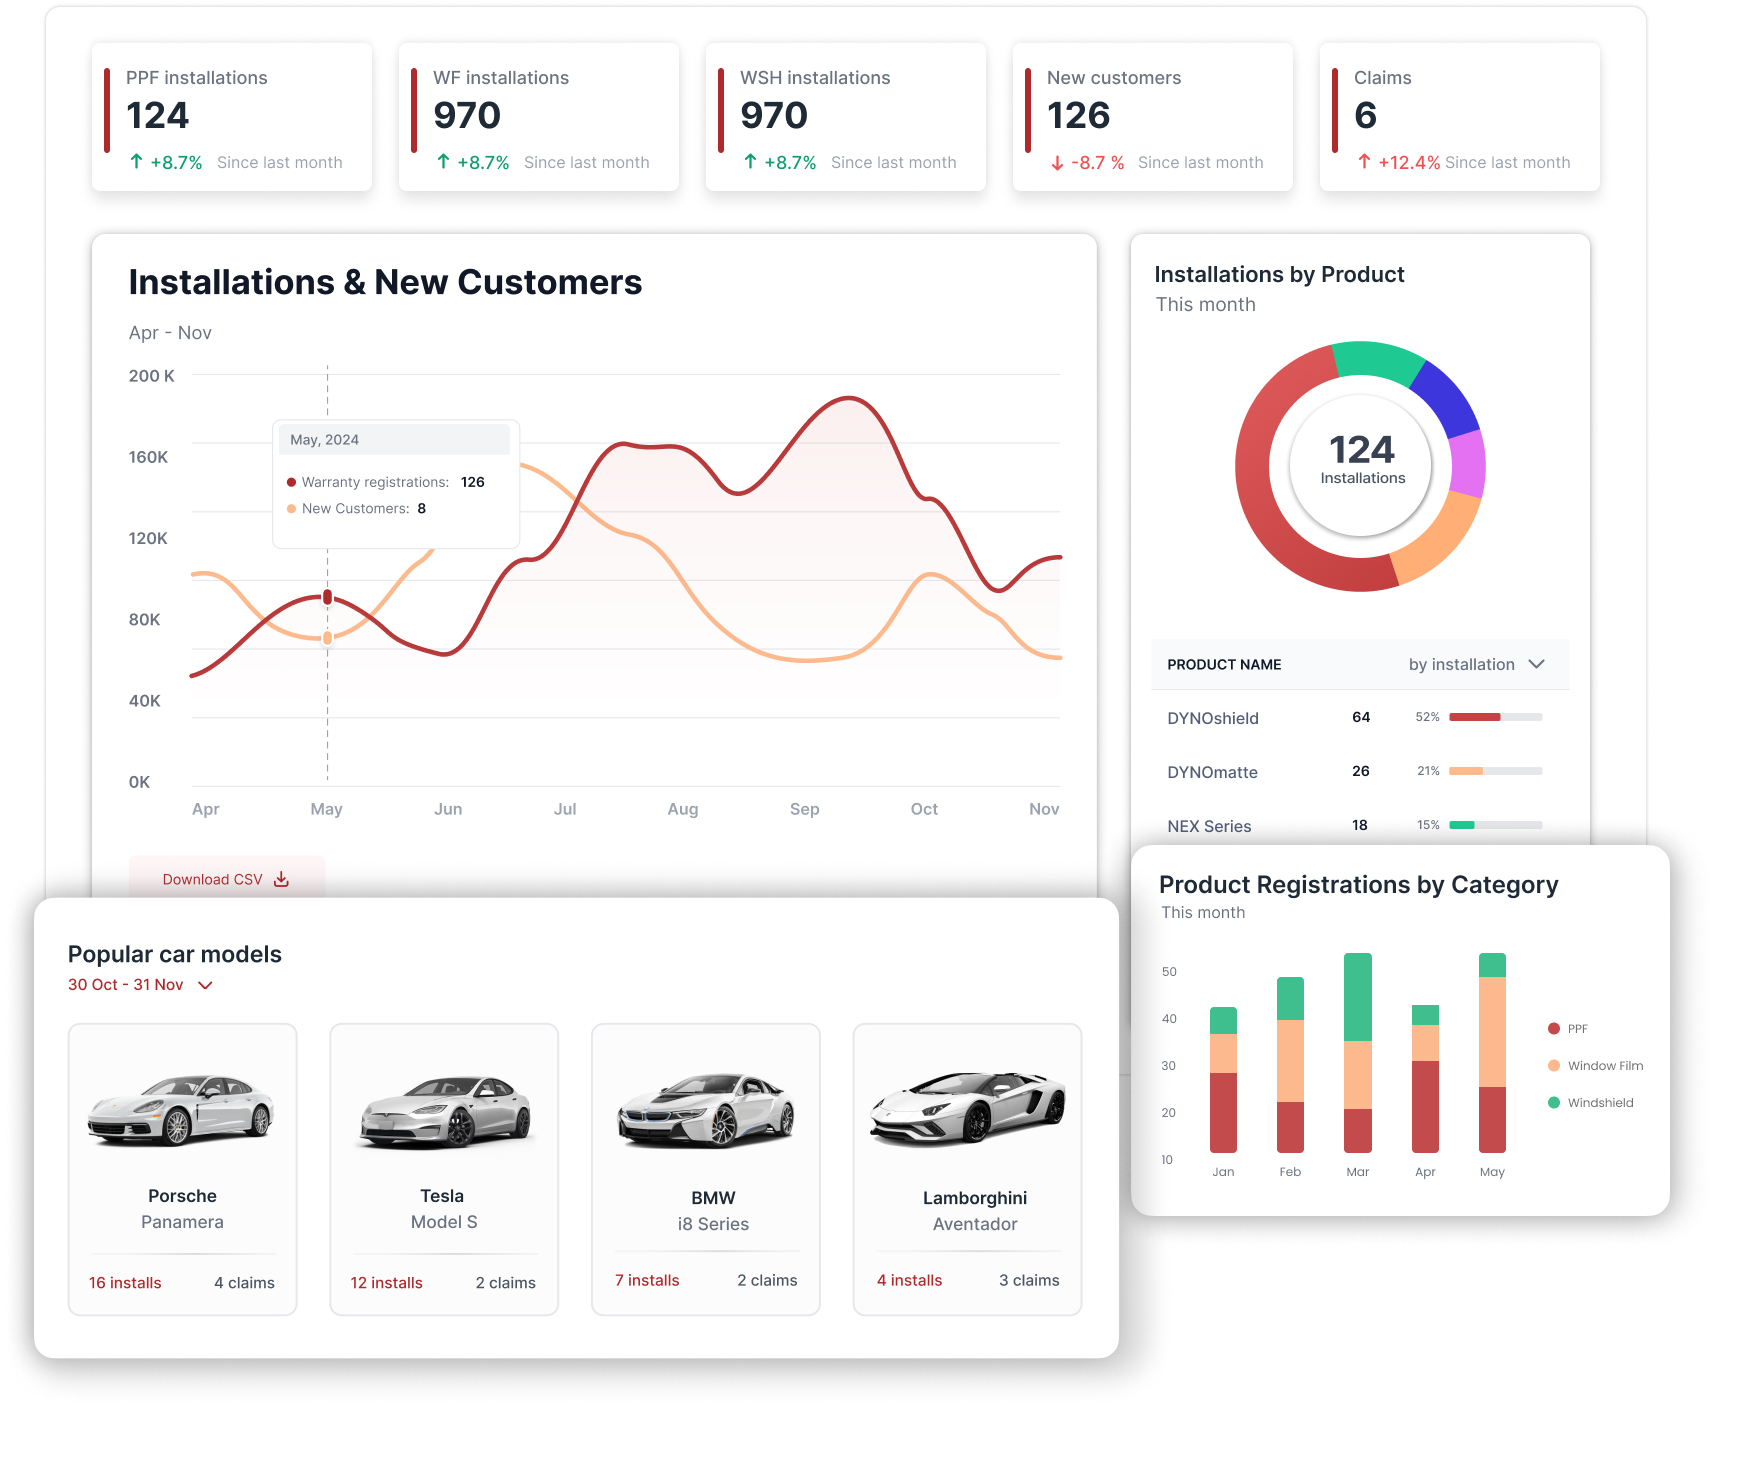 PPF installations
124
+8.7% Since last month
WF installations
970
+8.7% Since last month
WSH installations
970
+8.7% Since last month
New customers
126
-8.7 % Since last month
Claims
6
+12.4% Since last month
Installations & New Customers
Apr - Nov
200 K
160K
120K
80K
40K
0K
May, 2024
Warranty registrations: 126
New Customers: 8
Apr May Jun Jul Aug Sep Oct Nov
Download CSV
Installations by Product
This month
124
Installations
PRODUCT NAME by installation
DYNOshield 64 52%
DYNOmatte 26 21%
NEX Series 18 15%
Popular car models
30 Oct - 31 Nov
Porsche
Panamera
16 installs 4 claims
Tesla
Model S
12 installs 2 claims
BMW
i8 Series
7 installs 2 claims
Lamborghini
Aventador
4 installs 3 claims
Product Registrations by Category
This month
50
40
30
20
10
Jan Feb Mar Apr May
PPF
Window Film
Windshield